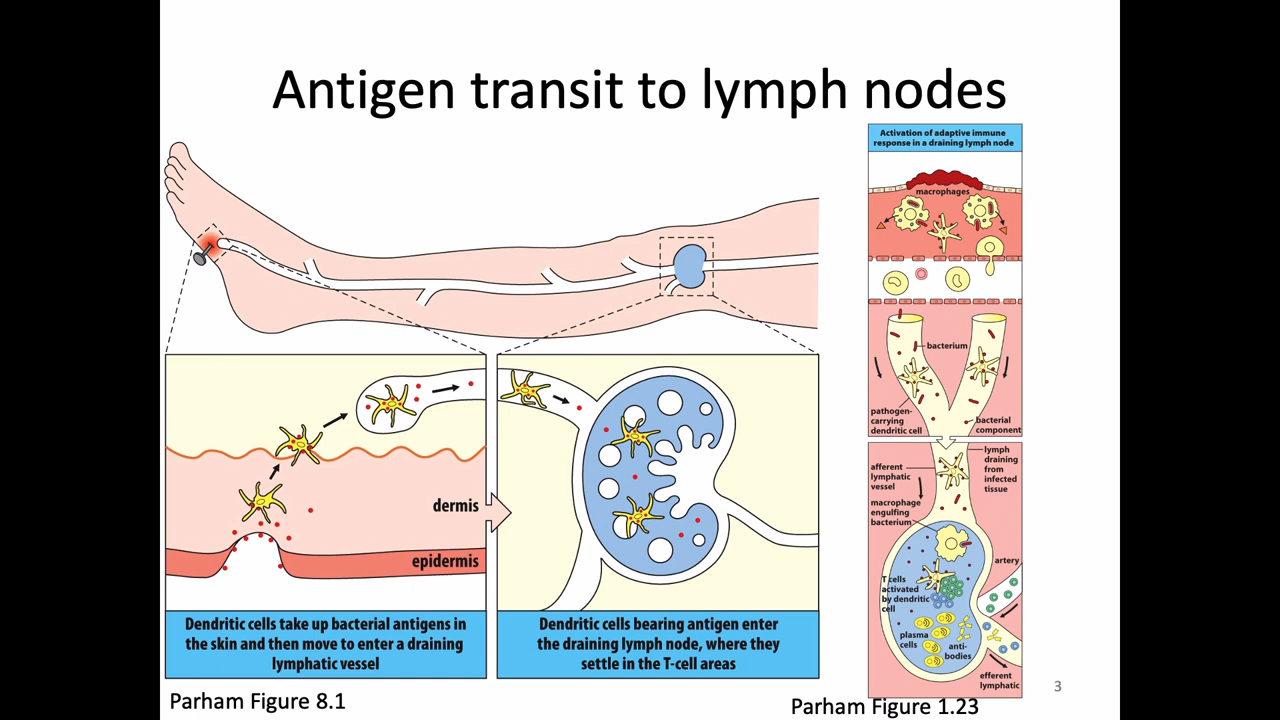 Antigen transit to lymph nodes
dermis
epidermis
Dendritic cells take up bacterial antigens in
the skin and then move to enter a draining
lymphatic vessel
Dendritic cells bearing antigen enter
the draining lymph node, where they
settle in the T-cell areas
Parham Figure 8.1
Activation of adaptive immune
response in a draining lymph node
macrophages
bacterium
pathogen-
carrying
dendritic cell
bacterial
component
lymph
draining
from
infected
tissue
afferent
lymphatic
vessel
macrophage
engulfing
bacterium
artery
T cells
activated
by dendritic
cell
plasma
cells
anti-
bodies
efferent
lymphatic
Parham Figure 1.23
3